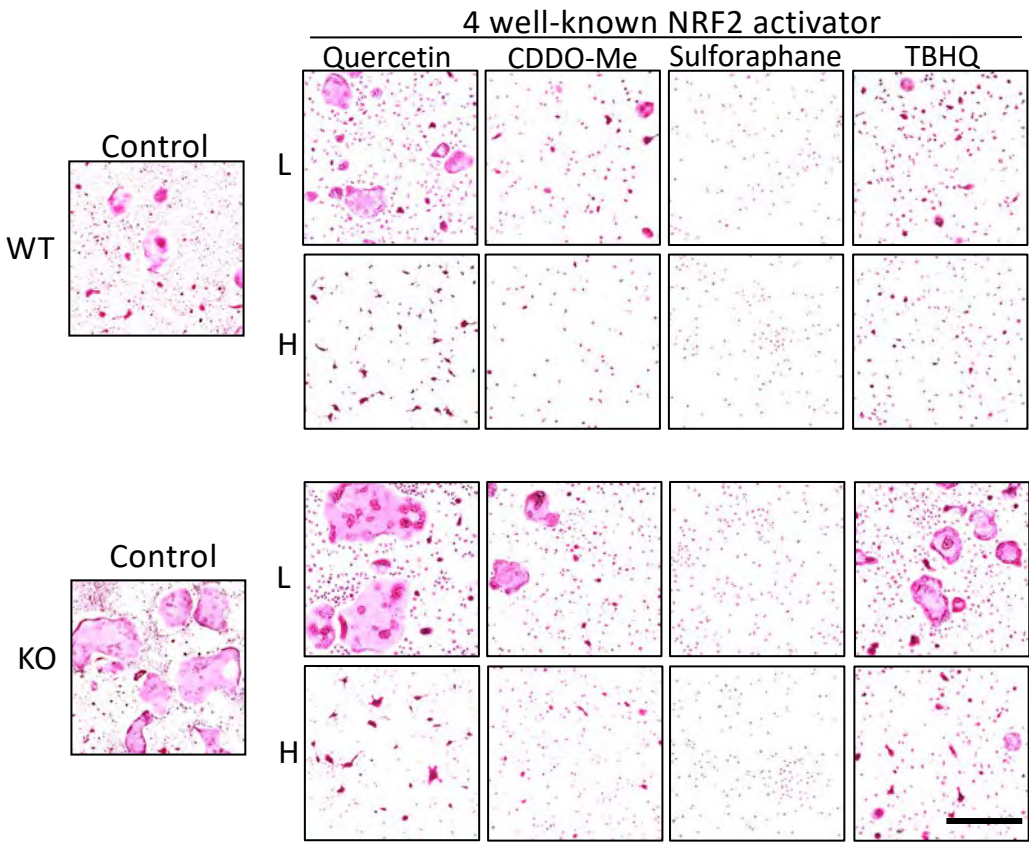 4 well-known NRF2 activator
Quercetin CDDO-Me Sulforaphane TBHQ
Control
L
WT
H
Control
L
KO
H